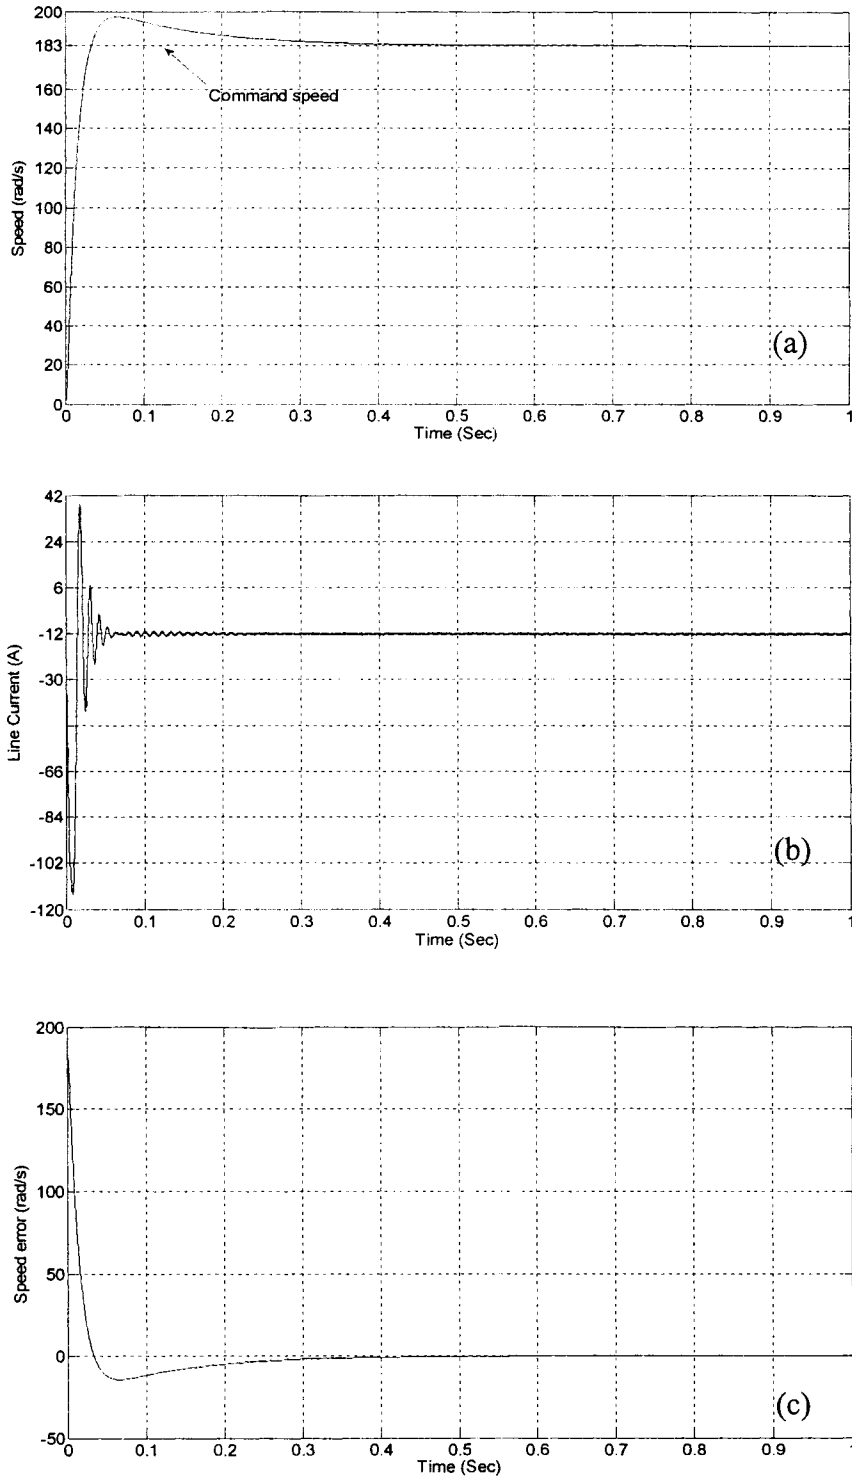 200
183
160
140
120
100
80
60
40
20
0
Speed (rad/s)
Command speed
(a)
0 0.1 0.2 0.3 0.4 0.5 0.6 0.7 0.8 0.9 1
Time (Sec)
42
24
6
-12
-30
-66
-84
-102
-120
Line Current (A)
(b)
0 0.1 0.2 0.3 0.4 0.5 0.6 0.7 0.8 0.9 1
Time (Sec)
200
150
100
50
0
-50
Speed error (rad/s)
(c)
0 0.1 0.2 0.3 0.4 0.5 0.6 0.7 0.8 0.9 1
Time (Sec)